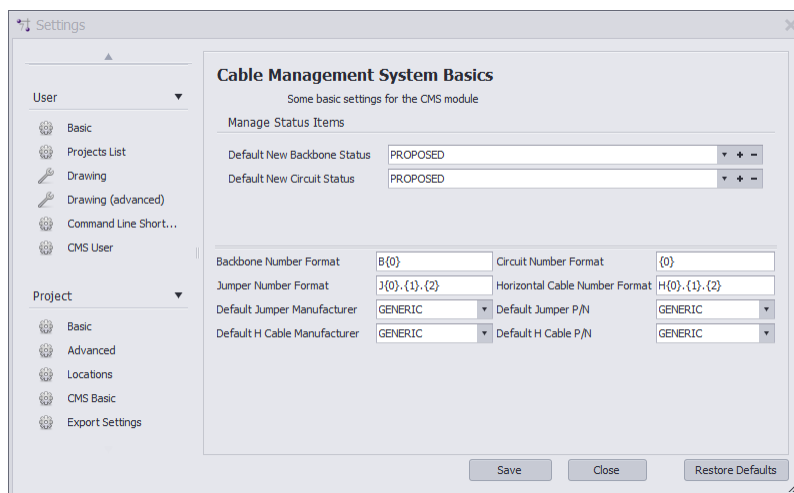 Settings
User
Basic
Projects List
Drawing
Drawing (advanced)
Command Line Short...
CMS User
Project
Basic
Advanced
Locations
CMS Basic
Export Settings
Cable Management System Basics
Some basic settings for the CMS module
Manage Status Items
Default New Backbone Status PROPOSED
Default New Circuit Status PROPOSED
Backbone Number Format B{0} Circuit Number Format {0}
Jumper Number Format J{0}.{1}.{2} Horizontal Cable Number Format H{0}.{1}.{2}
Default Jumper Manufacturer GENERIC Default Jumper P/N GENERIC
Default H Cable Manufacturer GENERIC Default H Cable P/N GENERIC
Save Close Restore Defaults